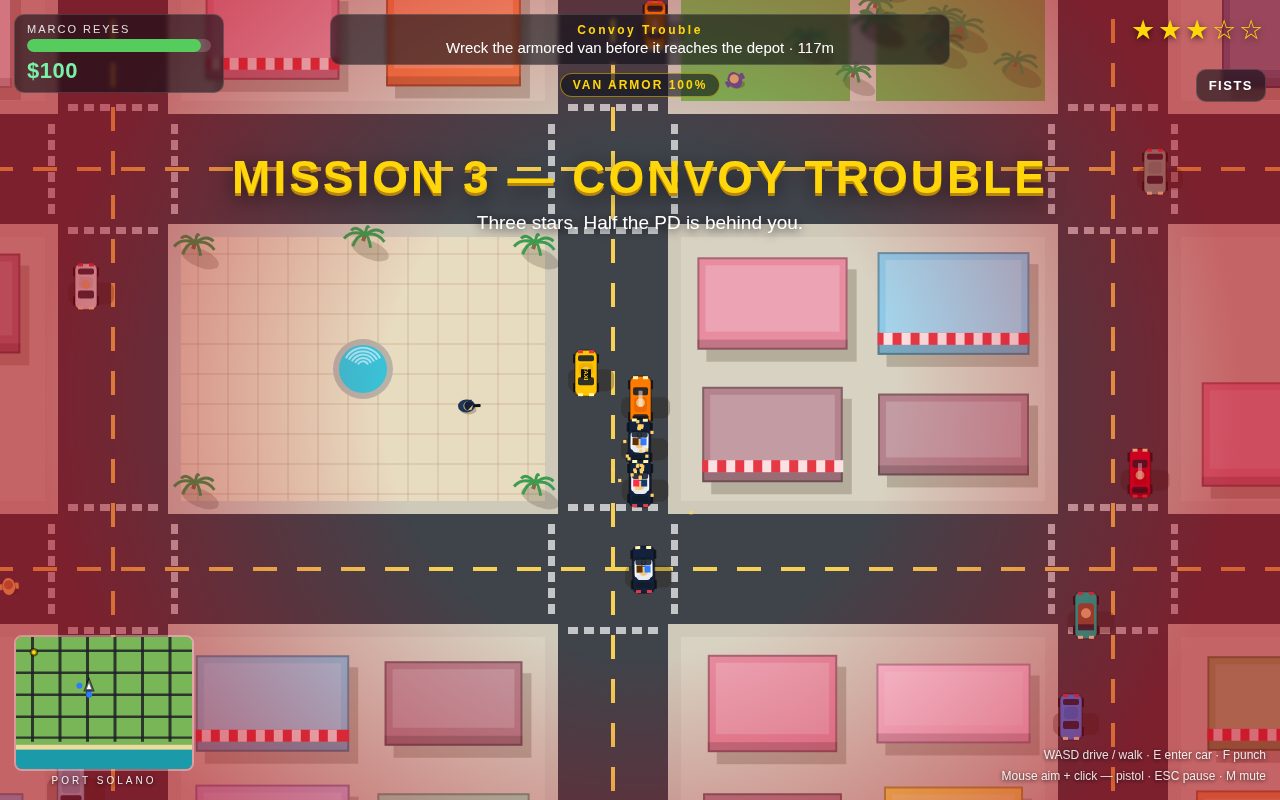 MARCO REYES
$100
Convoy Trouble
Wreck the armored van before it reaches the depot · 117m
VAN ARMOR 100%
★★★☆☆
FISTS
MISSION 3 — CONVOY TROUBLE
Three stars. Half the PD is behind you.
PORT SOLANO
WASD drive / walk · E enter car · F punch
Mouse aim + click — pistol · ESC pause · M mute